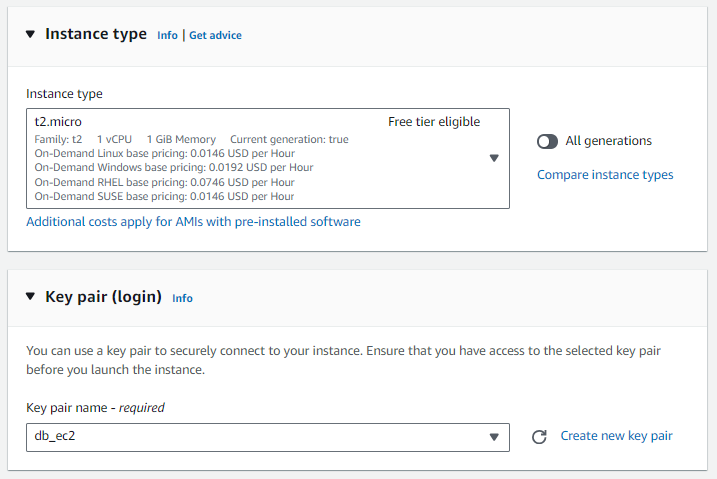 Instance type Info | Get advice
Instance type
t2.micro Free tier eligible
Family: t2 1 vCPU 1 GiB Memory Current generation: true
On-Demand Linux base pricing: 0.0146 USD per Hour
On-Demand Windows base pricing: 0.0192 USD per Hour
On-Demand RHEL base pricing: 0.0746 USD per Hour
On-Demand SUSE base pricing: 0.0146 USD per Hour
All generations
Compare instance types
Additional costs apply for AMIs with pre-installed software
Key pair (login) Info
You can use a key pair to securely connect to your instance. Ensure that you have access to the selected key pair
before you launch the instance.
Key pair name - required
db_ec2
Create new key pair